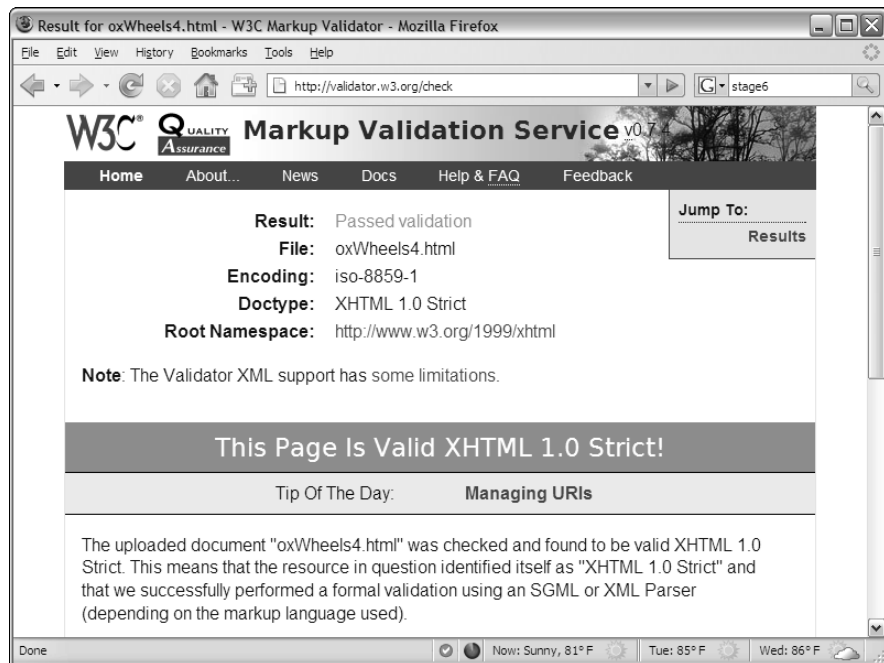 Result for oxWheels4.html - W3C Markup Validator - Mozilla Firefox
File Edit View History Bookmarks Tools Help
http://validator.w3.org/check G stage6
W3C® QUALITY Assurance Markup Validation Service v0.7.4
Home About... News Docs Help & FAQ Feedback
Jump To:
Results
Result: Passed validation
File: oxWheels4.html
Encoding: iso-8859-1
Doctype: XHTML 1.0 Strict
Root Namespace: http://www.w3.org/1999/xhtml
Note: The Validator XML support has some limitations.
This Page Is Valid XHTML 1.0 Strict!
Tip Of The Day: Managing URIs
The uploaded document "oxWheels4.html" was checked and found to be valid XHTML 1.0
Strict. This means that the resource in question identified itself as "XHTML 1.0 Strict" and
that we successfully performed a formal validation using an SGML or XML Parser
(depending on the markup language used).
Done Now: Sunny, 81° F Tue: 85° F Wed: 86° F